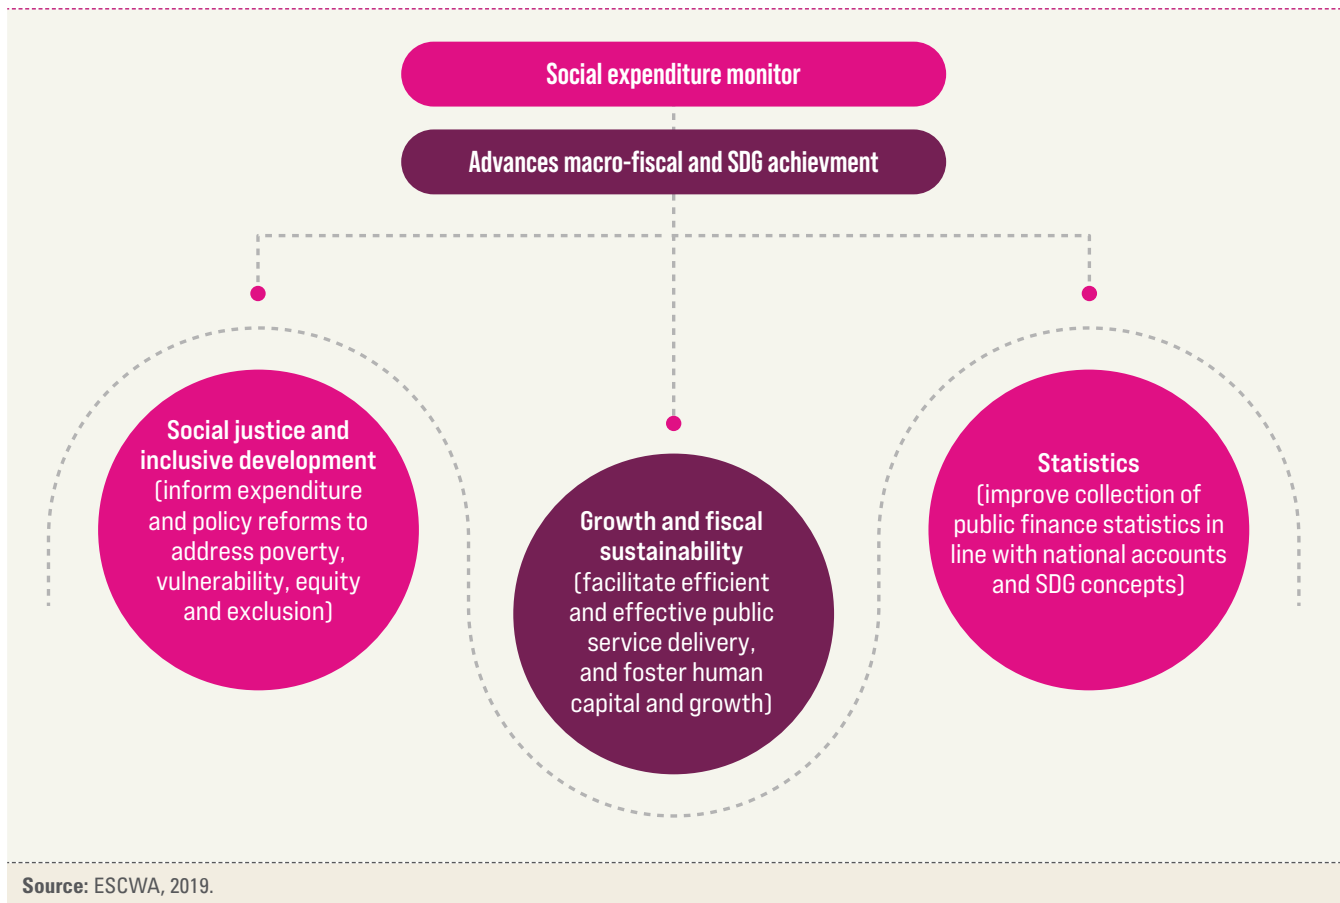 Social expenditure monitor
Advances macro-fiscal and SDG achievment
Social justice and
inclusive development
(inform expenditure
and policy reforms to
address poverty,
vulnerability, equity
and exclusion)
Growth and fiscal
sustainability
(facilitate efficient
and effective public
service delivery,
and foster human
capital and growth)
Statistics
(improve collection of
public finance statistics in
line with national accounts
and SDG concepts)
Source: ESCWA, 2019.